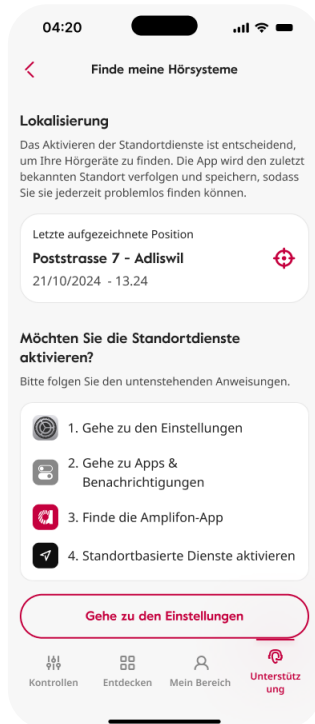 04:20
Finde meine Hörsysteme
Lokalisierung
Das Aktivieren der Standortdienste ist entscheidend,
um Ihre Hörgeräte zu finden. Die App wird den zuletzt
bekannten Standort verfolgen und speichern, sodass
Sie sie jederzeit problemlos finden können.
Letzte aufgezeichnete Position
Poststrasse 7 - Adliswil
21/10/2024 - 13.24
Möchten Sie die Standortdienste
aktivieren?
Bitte folgen Sie den untenstehenden Anweisungen.
1. Gehe zu den Einstellungen
2. Gehe zu Apps &
Benachrichtigungen
3. Finde die Amplifon-App
4. Standortbasierte Dienste aktivieren
Gehe zu den Einstellungen
Kontrollen
Entdecken
Mein Bereich
Unterstütz
ung